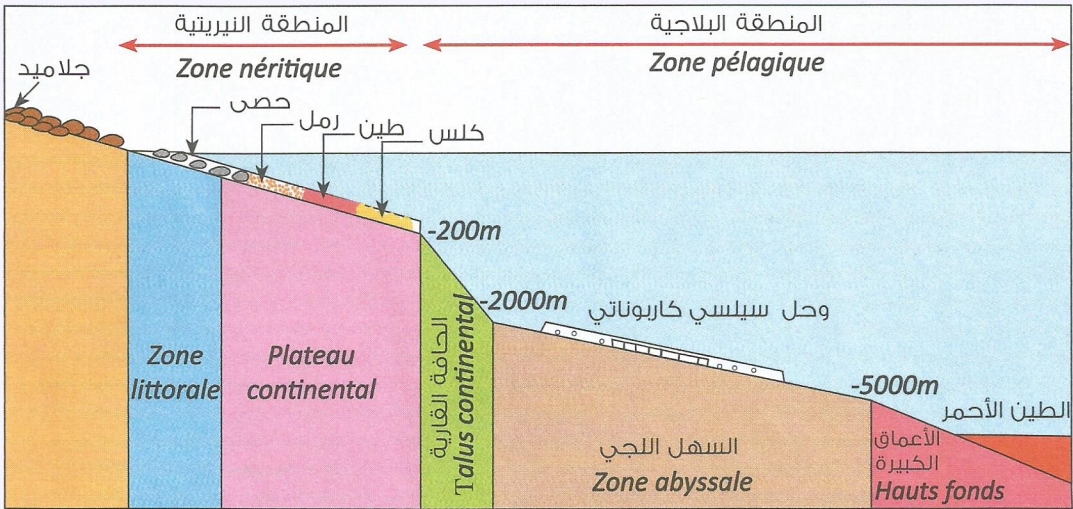 المنطقة النيريتية
المنطقة البلاجية
Zone néritique
Zone pélagique
جلاميد
حصى
رمل
طين
كلس
-200m
-2000m
وحل سيلسي كاربوناتي
-5000m
الطين الأحمر
Zone
littorale
Plateau
continental
الحافة القارية
Talus continental
السهل اللجي
Zone abyssale
الأعماق
الكبيرة
Hauts fonds